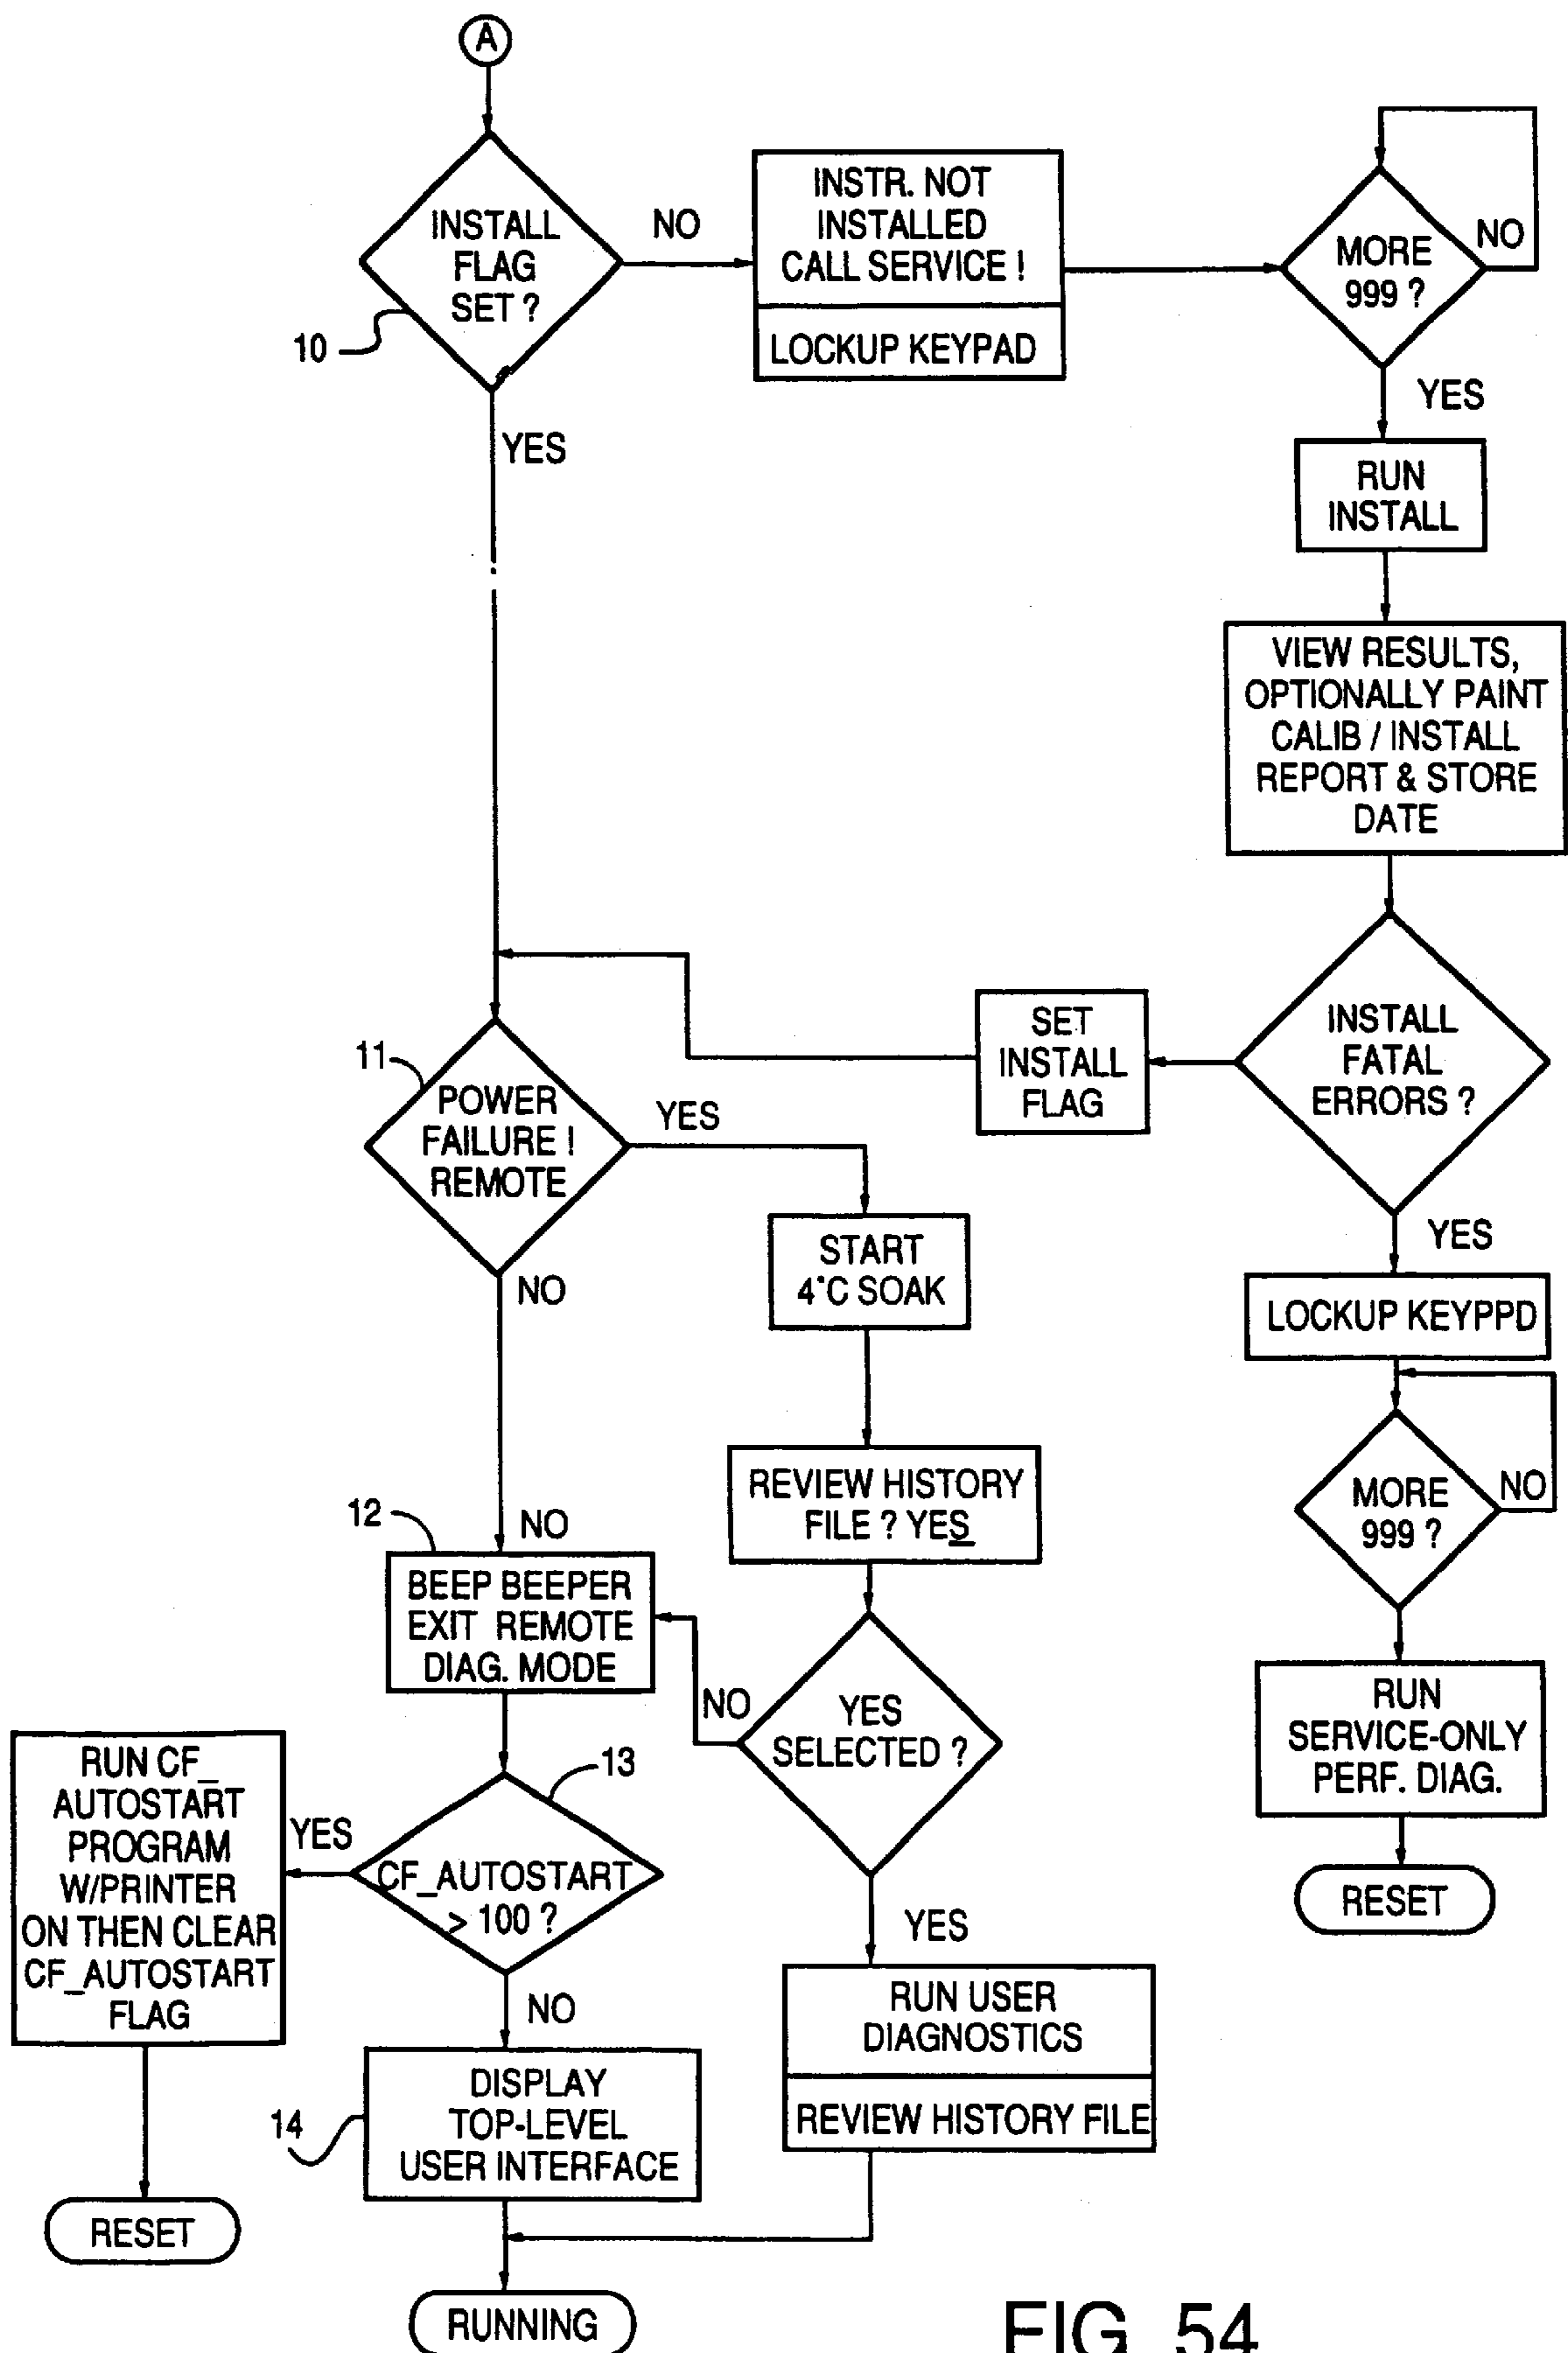 A
INSTALL
FLAG
SET ?
10
NO
YES
INSTR. NOT
INSTALLED
CALL SERVICE !
LOCKUP KEYPAD
MORE
999 ?
NO
YES
RUN
INSTALL
VIEW RESULTS,
OPTIONALLY PAINT
CALIB / INSTALL
REPORT & STORE
DATE
INSTALL
FATAL
ERRORS ?
SET
INSTALL
FLAG
YES
LOCKUP KEYPPD
MORE
999 ?
NO
RUN
SERVICE-ONLY
PERF. DIAG.
RESET
11
POWER
FAILURE !
REMOTE
YES
NO
START
4°C SOAK
REVIEW HISTORY
FILE ? YES
YES
SELECTED ?
NO
YES
RUN USER
DIAGNOSTICS
REVIEW HISTORY FILE
NO
12
BEEP BEEPER
EXIT REMOTE
DIAG. MODE
13
CF_AUTOSTART
> 100 ?
YES
NO
RUN CF_
AUTOSTART
PROGRAM
W/PRINTER
ON THEN CLEAR
CF_AUTOSTART
FLAG
RESET
14
DISPLAY
TOP-LEVEL
USER INTERFACE
RUNNING
FIG. 54